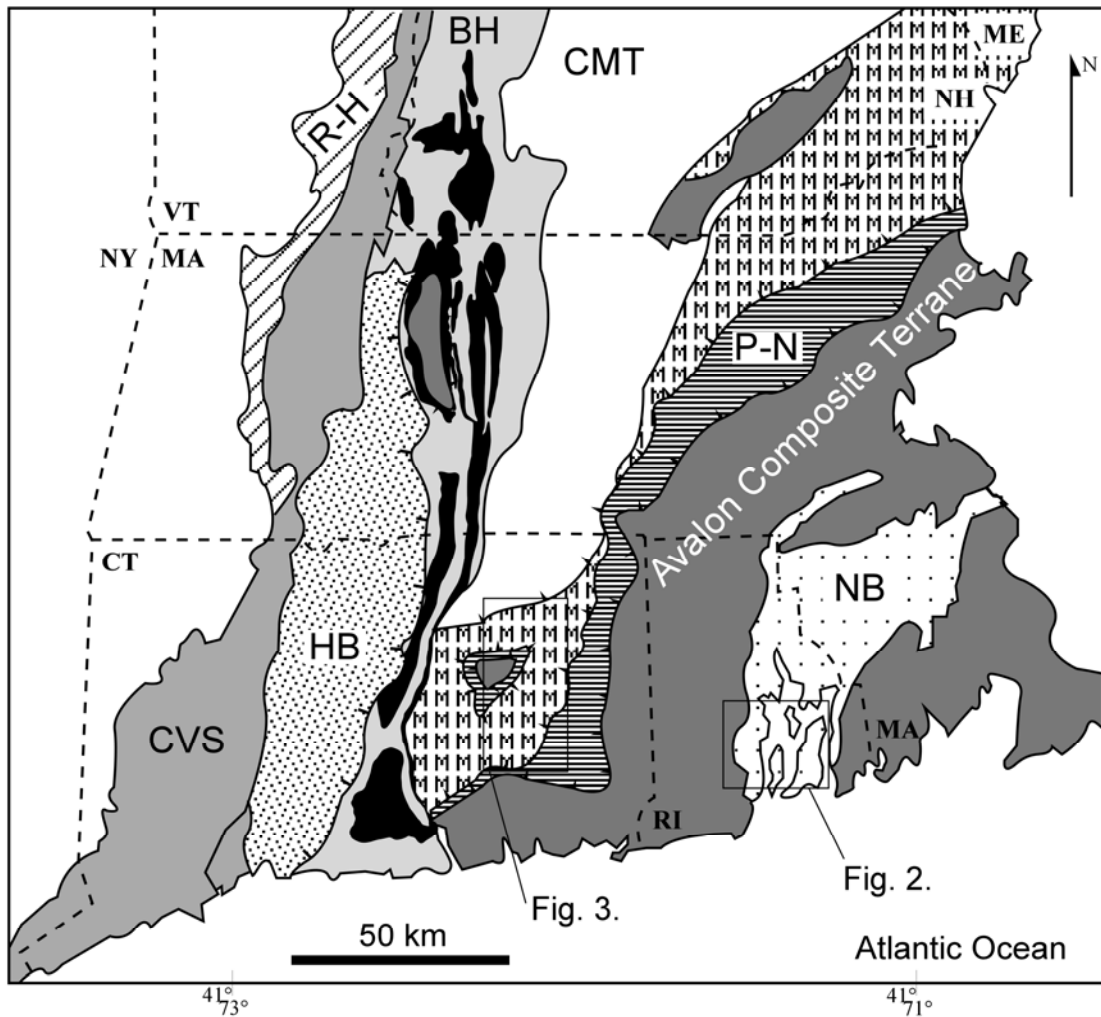 BH
CMT
ME
NH
N
R-H
VT
NY
MA
P-N
Avalon Composite Terrane
CT
NB
HB
CVS
MA
RI
Fig. 2.
Fig. 3.
50 km
Atlantic Ocean
41°
73°
41°
71°